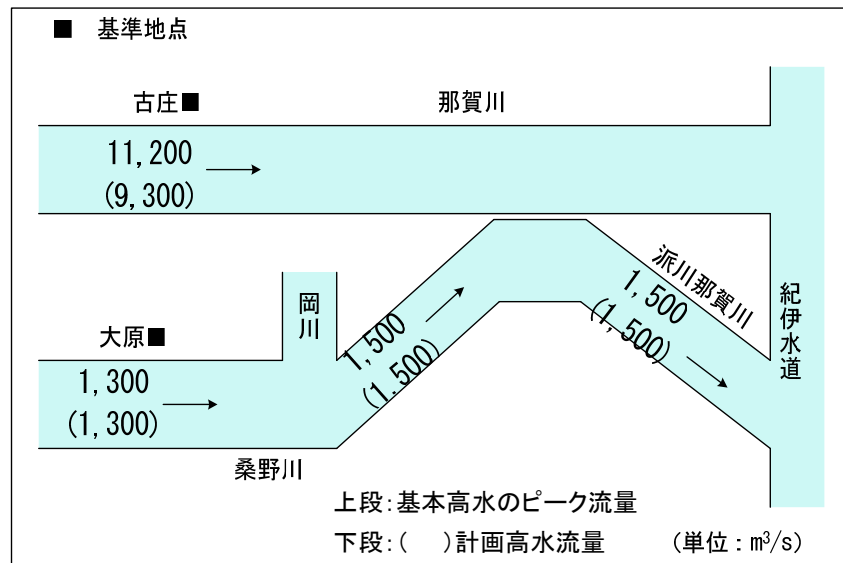 ■ 基準地点
古庄■
那賀川
11,200
(9,300)
派川那賀川
1,500
(1,500)
紀伊水道
岡川
1,500
(1.500)
大原■
1,300
(1,300)
桑野川
上段:基本高水のピーク流量
下段:( )計画高水流量 (単位:m³/s)